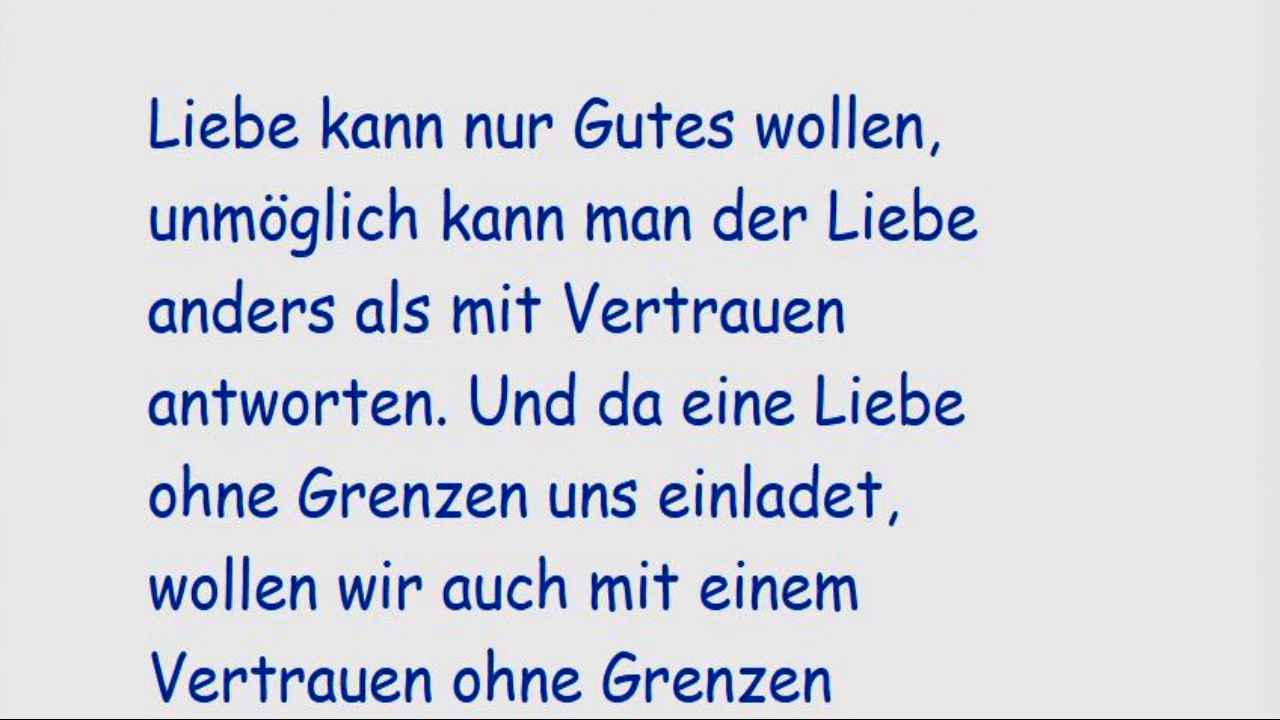 Liebe kann nur Gutes wollen,
unmöglich kann man der Liebe
anders als mit Vertrauen
antworten. Und da eine Liebe
ohne Grenzen uns einladet,
wollen wir auch mit einem
Vertrauen ohne Grenzen